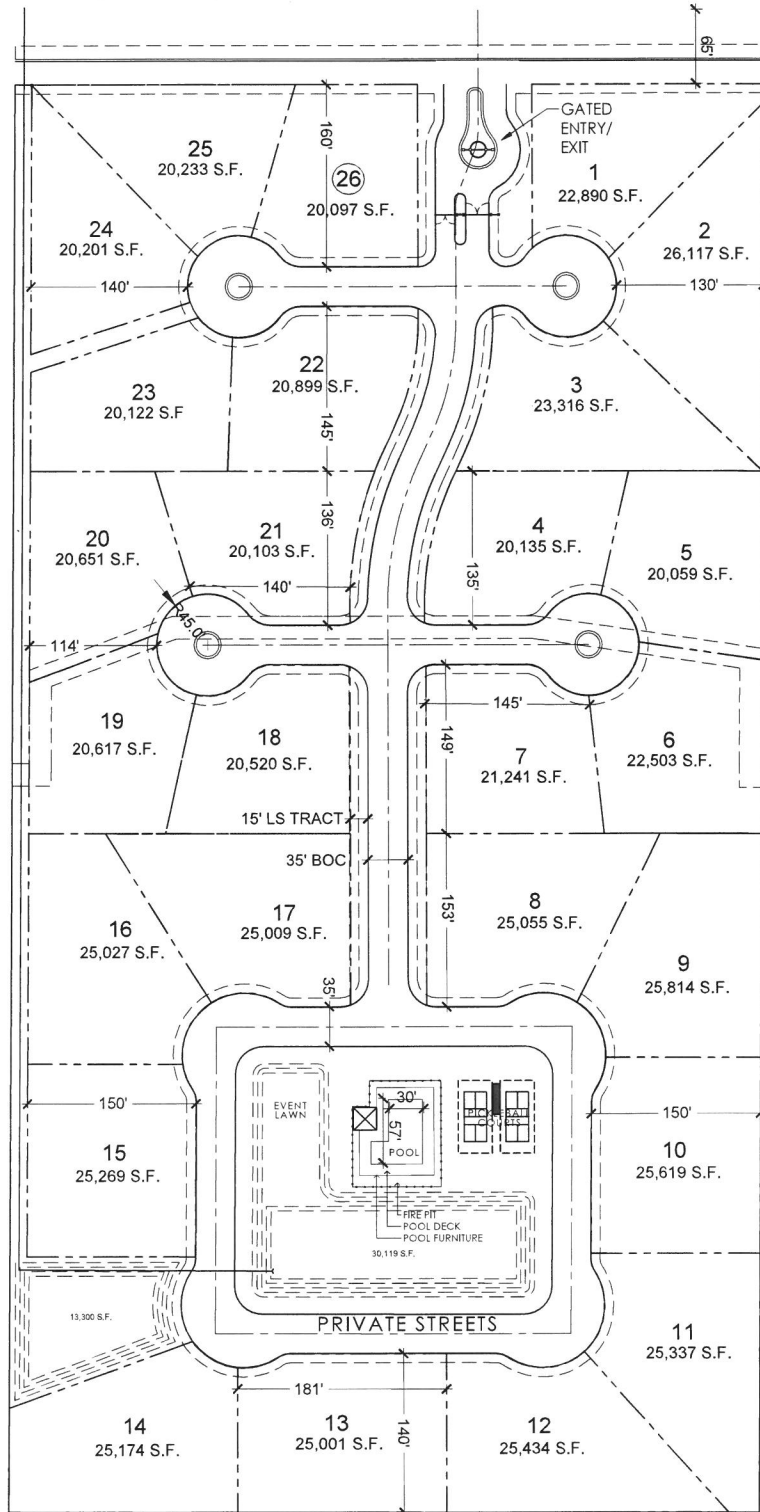 65'
GATED
ENTRY/
EXIT
160'
25
20,233 S.F.
26
20,097 S.F.
1
22,890 S.F.
24
20,201 S.F.
2
26,117 S.F.
140'
130'
22
20,899 S.F.
23
20,122 S.F
3
23,316 S.F.
145'
136'
20
20,651 S.F.
21
20,103 S.F.
4
20,135 S.F.
5
20,059 S.F.
135'
140'
114'
145'
19
20,617 S.F.
18
20,520 S.F.
149'
7
21,241 S.F.
6
22,503 S.F.
15' LS TRACT
35' BOC
153'
16
25,027 S.F.
17
25,009 S.F.
8
25,055 S.F.
9
25,814 S.F.
35'
150'
150'
EVENT
LAWN
30'
57'
POOL
PICKLEBALL
COURTS
15
25,269 S.F.
10
25,619 S.F.
FIRE PIT
POOL DECK
POOL FURNITURE
30,119 S.F.
13,300 S.F.
PRIVATE STREETS
11
25,337 S.F.
181'
140'
14
25,174 S.F.
13
25,001 S.F.
12
25,434 S.F.